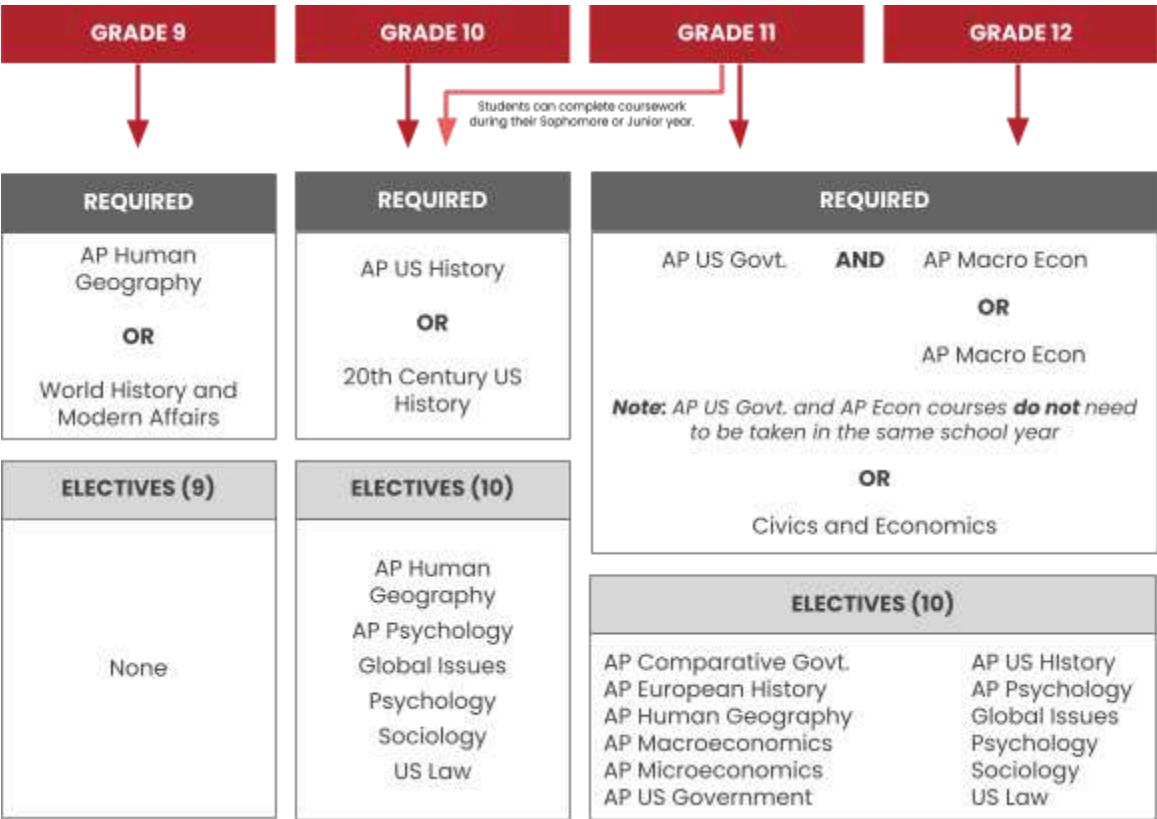 GRADE 9
GRADE 10
GRADE 11
GRADE 12
Students can complete coursework
during their Sophomore or Junior year.
REQUIRED
AP Human
Geography
OR
World History and
Modern Affairs
REQUIRED
AP US History
OR
20th Century US
History
REQUIRED
AP US Govt. AND AP Macro Econ
OR
AP Macro Econ
Note: AP US Govt. and AP Econ courses do not need
to be taken in the same school year
OR
Civics and Economics
ELECTIVES (9)
None
ELECTIVES (10)
AP Human
Geography
AP Psychology
Global Issues
Psychology
Sociology
US Law
ELECTIVES (10)
AP Comparative Govt.
AP European History
AP Human Geography
AP Macroeconomics
AP Microeconomics
AP US Government
AP US HIstory
AP Psychology
Global Issues
Psychology
Sociology
US Law